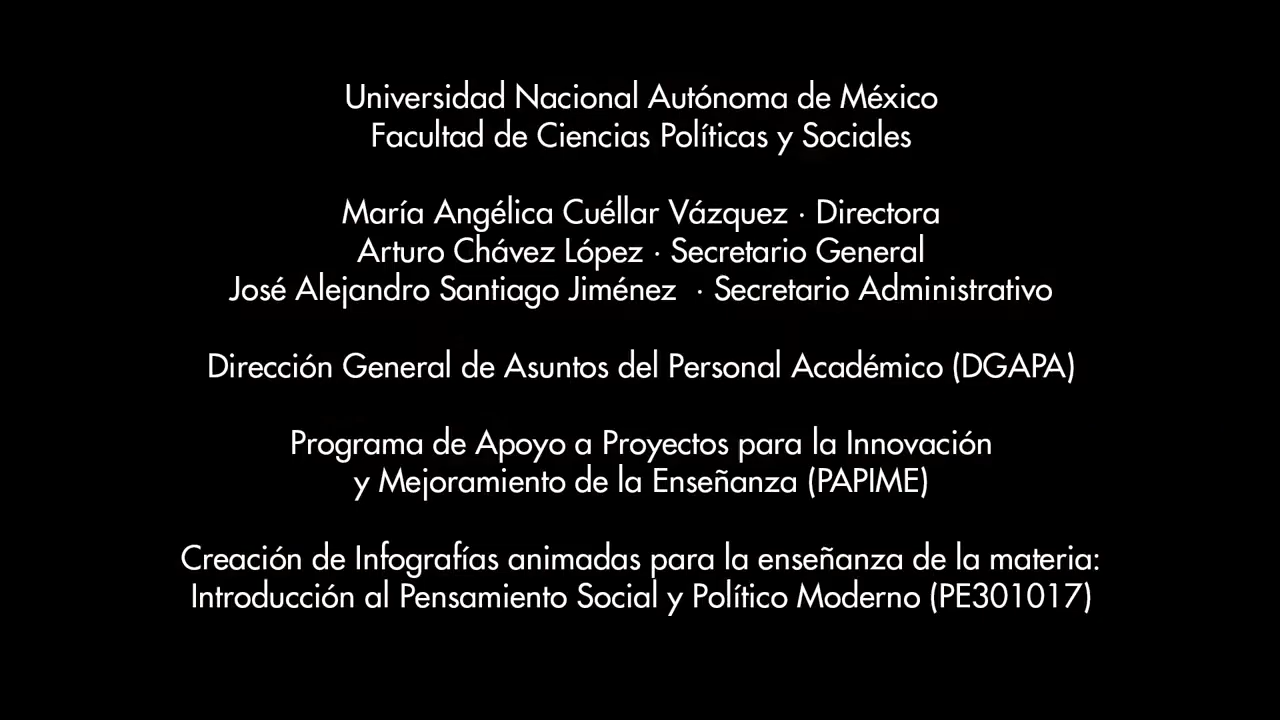 Universidad Nacional Autónoma de México
Facultad de Ciencias Políticas y Sociales
María Angélica Cuéllar Vázquez · Directora
Arturo Chávez López · Secretario General
José Alejandro Santiago Jiménez · Secretario Administrativo
Dirección General de Asuntos del Personal Académico (DGAPA)
Programa de Apoyo a Proyectos para la Innovación
y Mejoramiento de la Enseñanza (PAPIME)
Creación de Infografías animadas para la enseñanza de la materia:
Introducción al Pensamiento Social y Político Moderno (PE301017)